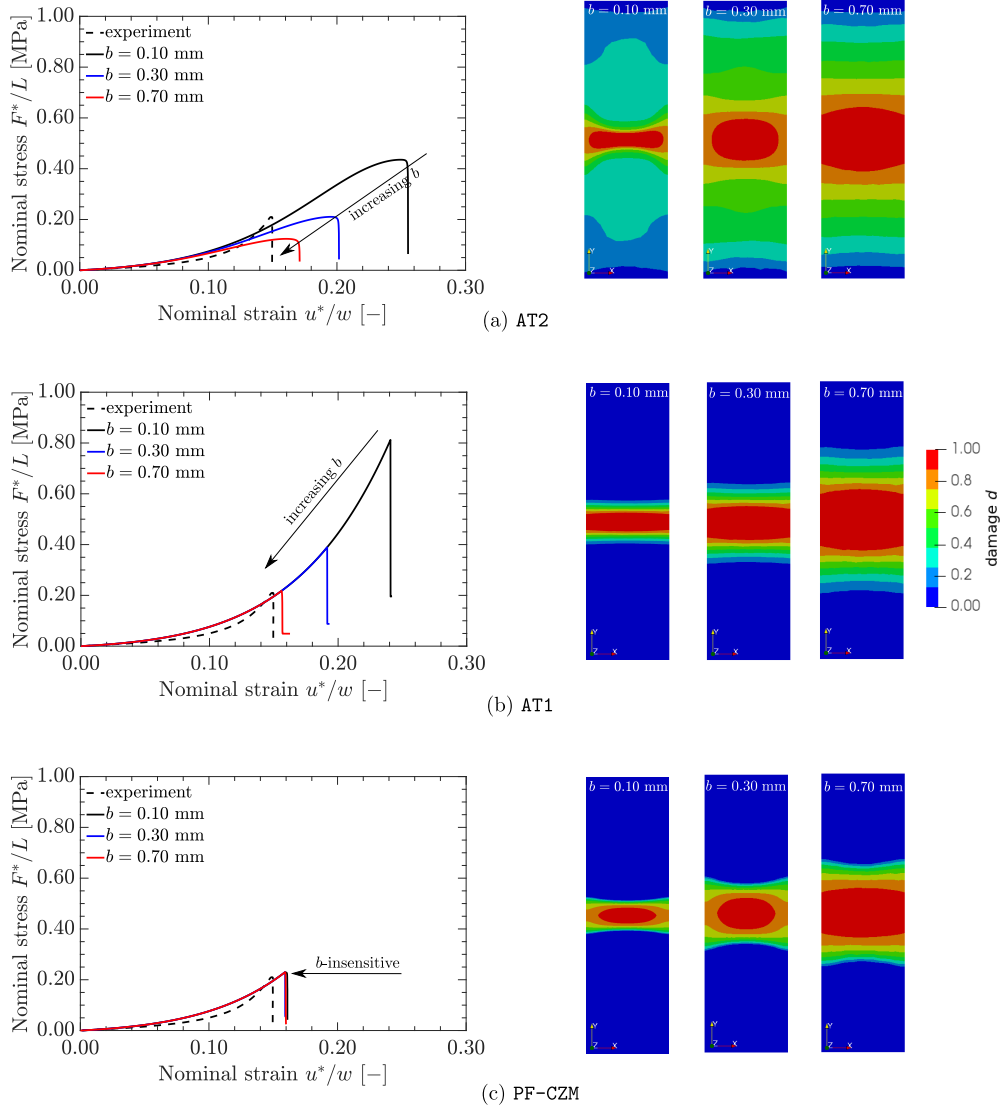 1.00
0.80
0.60
0.40
0.20
0.00
Nominal stress F*/L [MPa]
experiment
b = 0.10 mm
b = 0.30 mm
b = 0.70 mm
increasing b
0.00 0.10 0.20 0.30
Nominal strain u*/w [−]
b = 0.10 mm b = 0.30 mm b = 0.70 mm
Y Z X Y Z X Y Z X
(a) AT2
1.00
0.80
0.60
0.40
0.20
0.00
Nominal stress F*/L [MPa]
experiment
b = 0.10 mm
b = 0.30 mm
b = 0.70 mm
increasing b
0.00 0.10 0.20 0.30
Nominal strain u*/w [−]
b = 0.10 mm b = 0.30 mm b = 0.70 mm
Y Z X Y Z X Y Z X
1.00
0.8
0.6
0.4
0.2
0.00
damage d
(b) AT1
1.00
0.80
0.60
0.40
0.20
0.00
Nominal stress F*/L [MPa]
experiment
b = 0.10 mm
b = 0.30 mm
b = 0.70 mm
b-insensitive
0.00 0.10 0.20 0.30
Nominal strain u*/w [−]
b = 0.10 mm b = 0.30 mm b = 0.70 mm
Y Z X Y Z X Y Z X
(c) PF-CZM